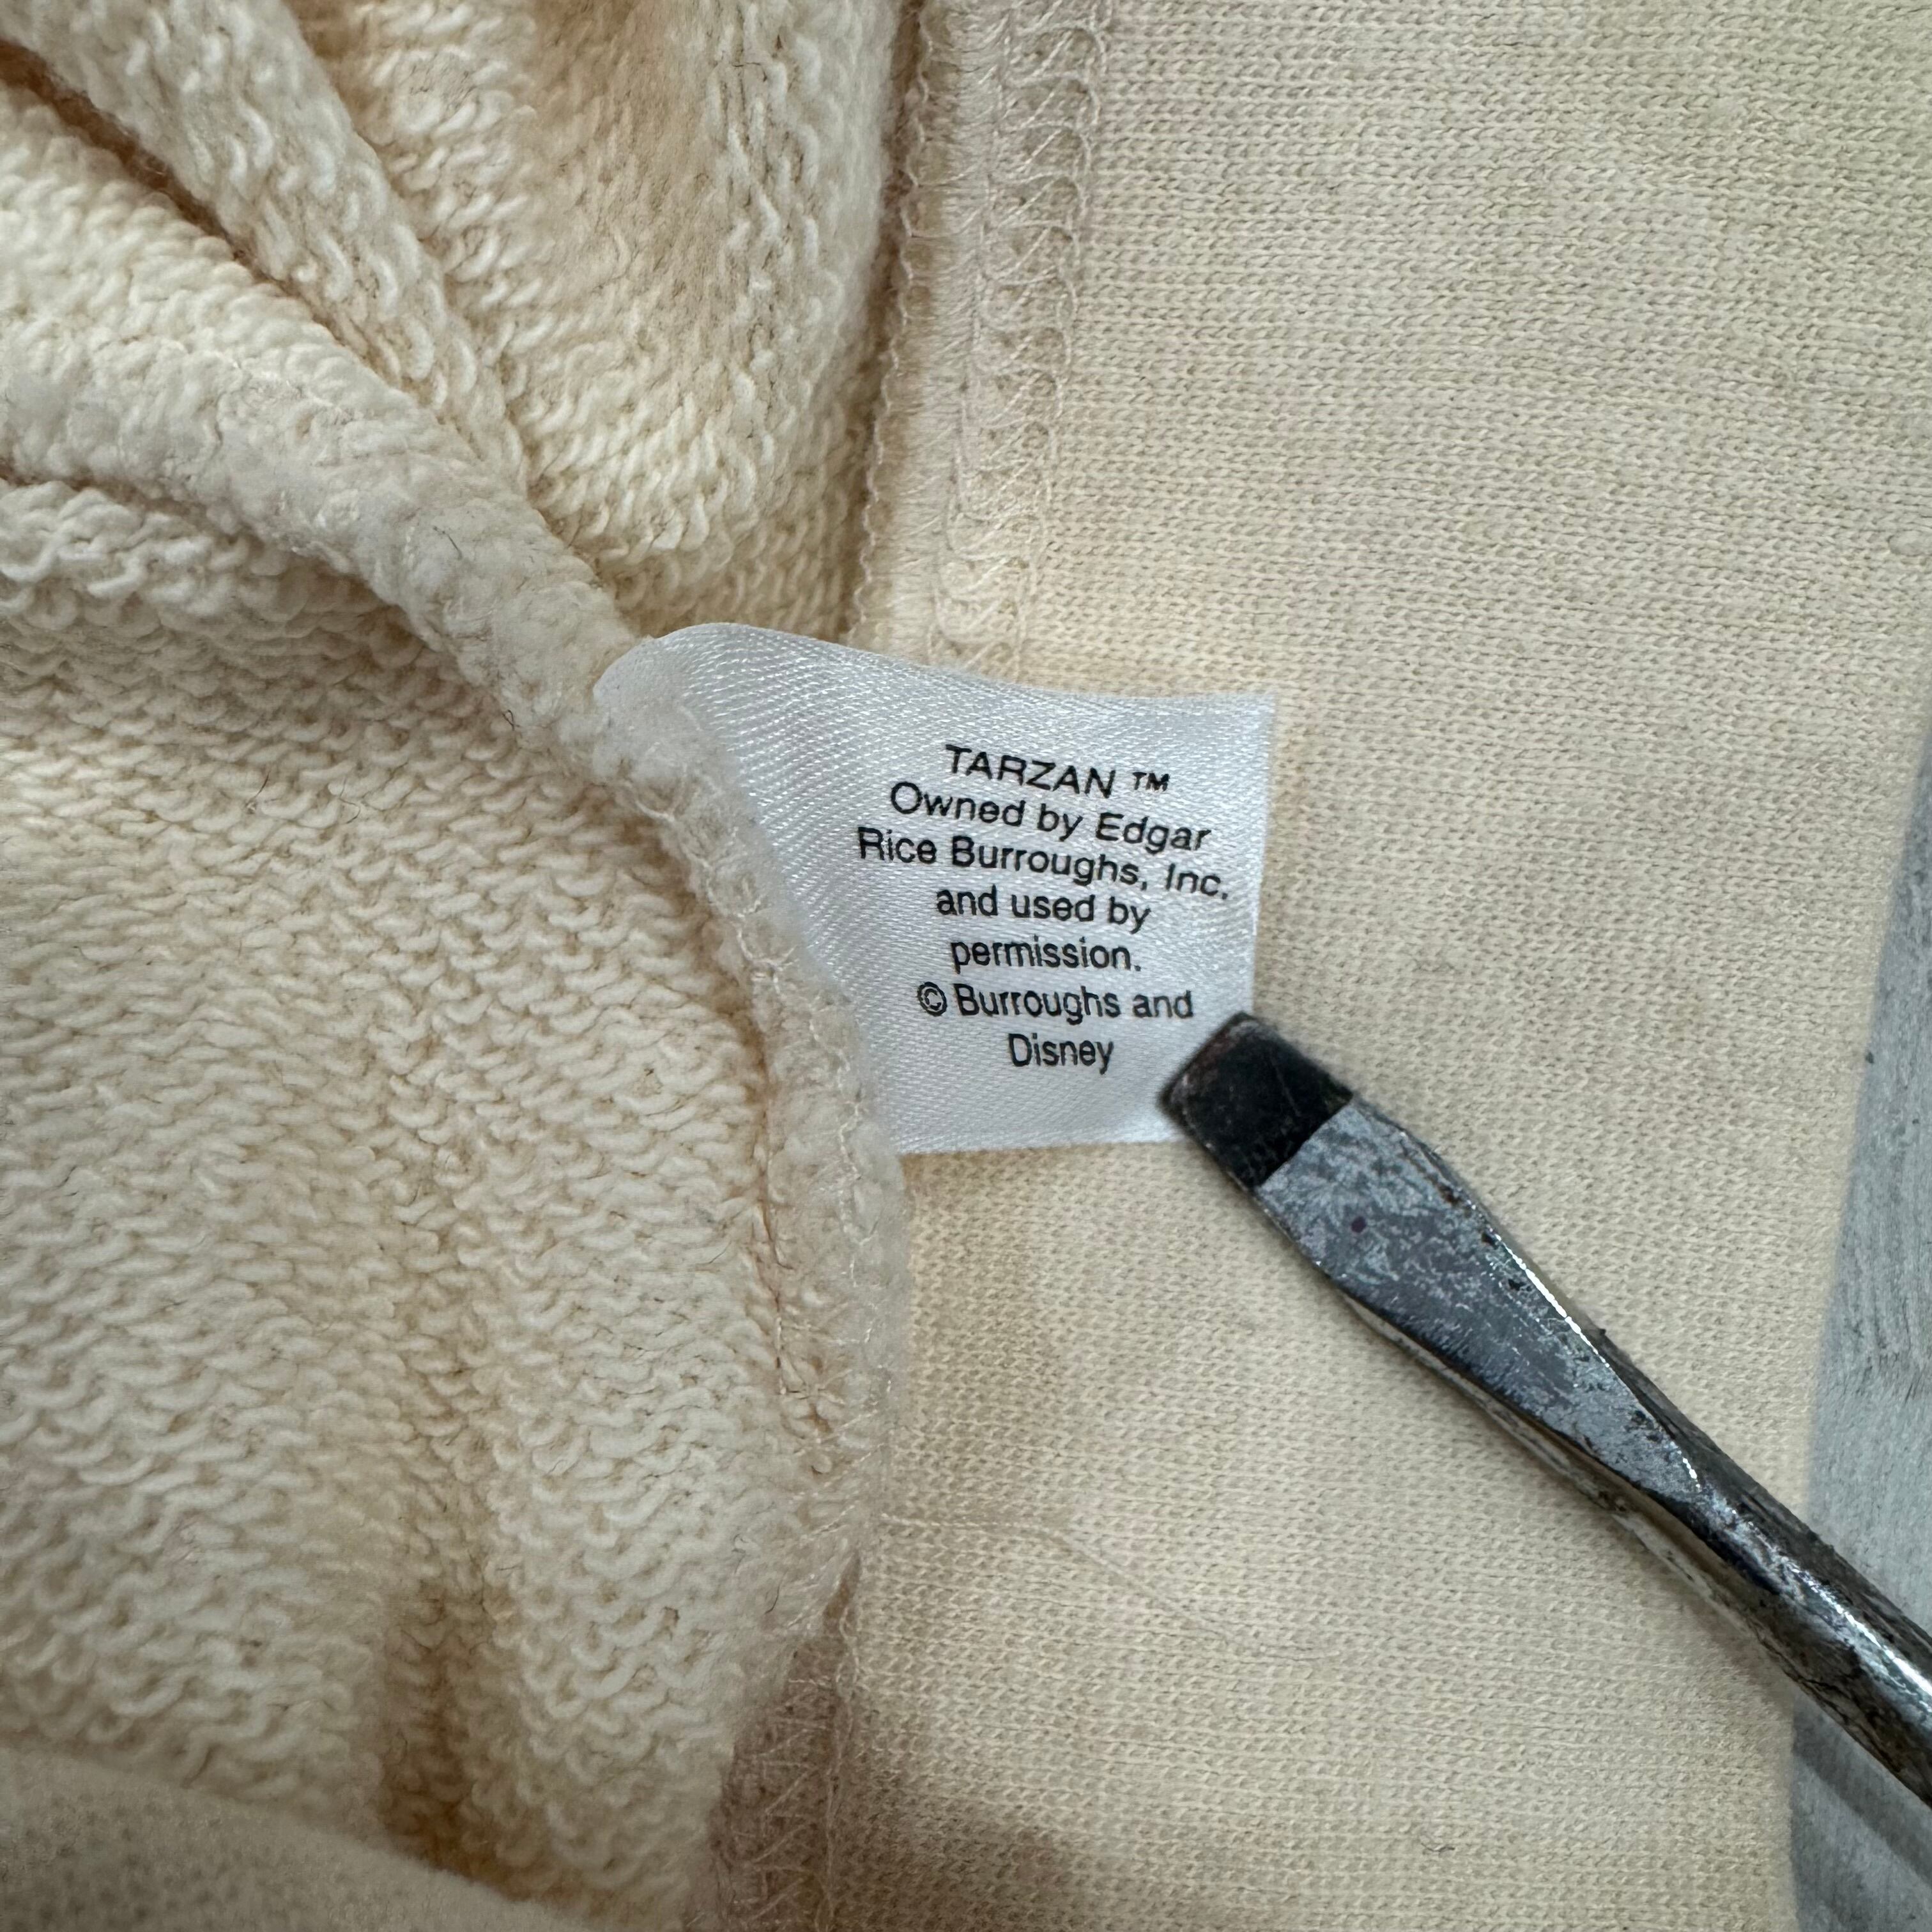 TARZAN ™
Owned by Edgar
Rice Burroughs, Inc.
and used by
permission.
© Burroughs and
Disney